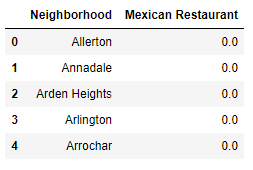 Neighborhood Mexican Restaurant
0 Allerton 0.0
1 Annadale 0.0
2 Arden Heights 0.0
3 Arlington 0.0
4 Arrochar 0.0